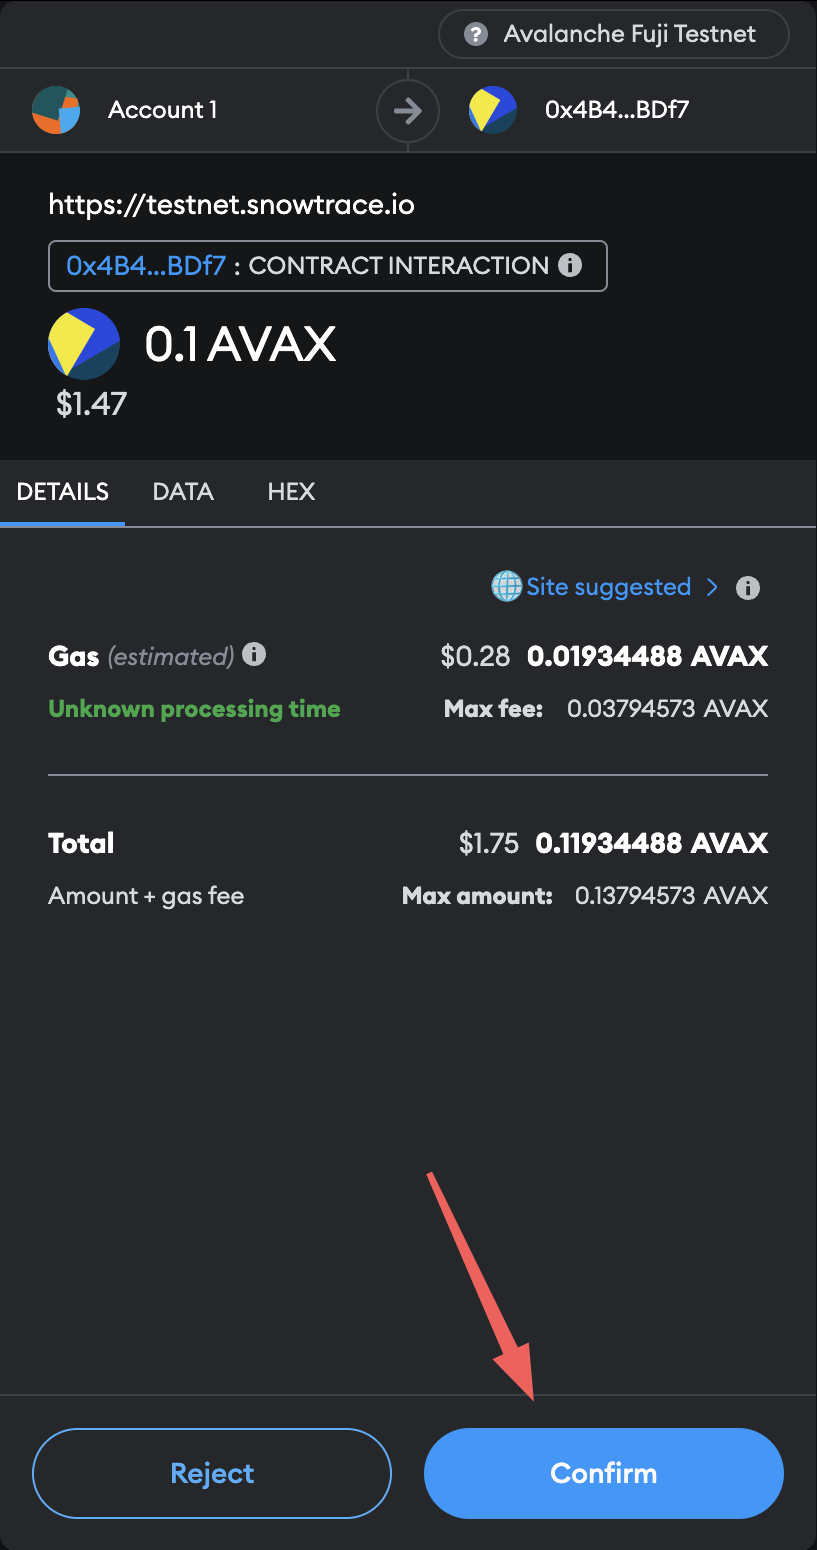 Avalanche Fuji Testnet
Account 1
0x4B4...BDf7
https://testnet.snowtrace.io
0x4B4...BDf7 : CONTRACT INTERACTION
0.1 AVAX
$1.47
DETAILS DATA HEX
Site suggested >
Gas (estimated) $0.28 0.01934488 AVAX
Unknown processing time Max fee: 0.03794573 AVAX
Total $1.75 0.11934488 AVAX
Amount + gas fee Max amount: 0.13794573 AVAX
Reject Confirm